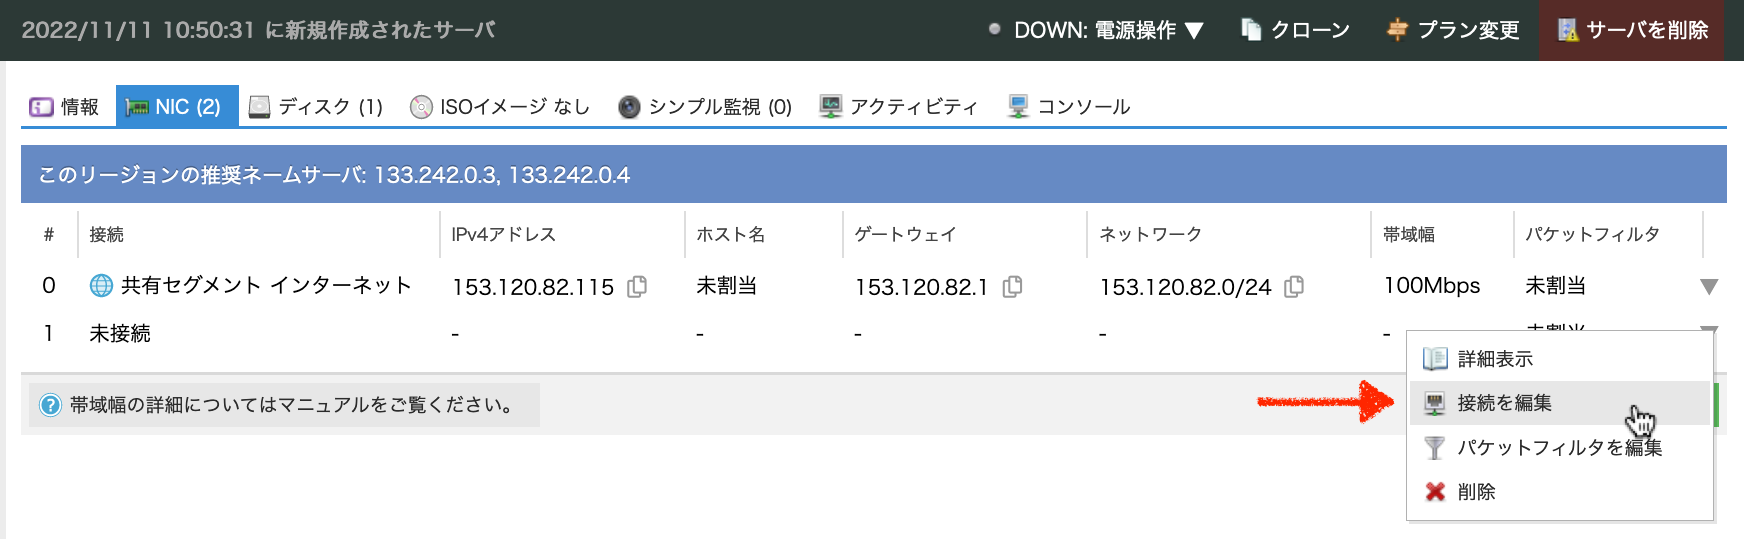 2022/11/11 10:50:31 に新規作成されたサーバ DOWN: 電源操作 ▼ クローン プラン変更 サーバを削除
情報 NIC (2) ディスク (1) ISOイメージ なし シンプル監視 (0) アクティビティ コンソール
このリージョンの推奨ネームサーバ: 133.242.0.3, 133.242.0.4
# 接続 IPv4アドレス ホスト名 ゲートウェイ ネットワーク 帯域幅 パケットフィルタ
0 共有セグメント インターネット 153.120.82.115 未割当 153.120.82.1 153.120.82.0/24 100Mbps 未割当
1 未接続 - - - - - 未割当
詳細表示
? 帯域幅の詳細についてはマニュアルをご覧ください。
接続を編集
パケットフィルタを編集
削除